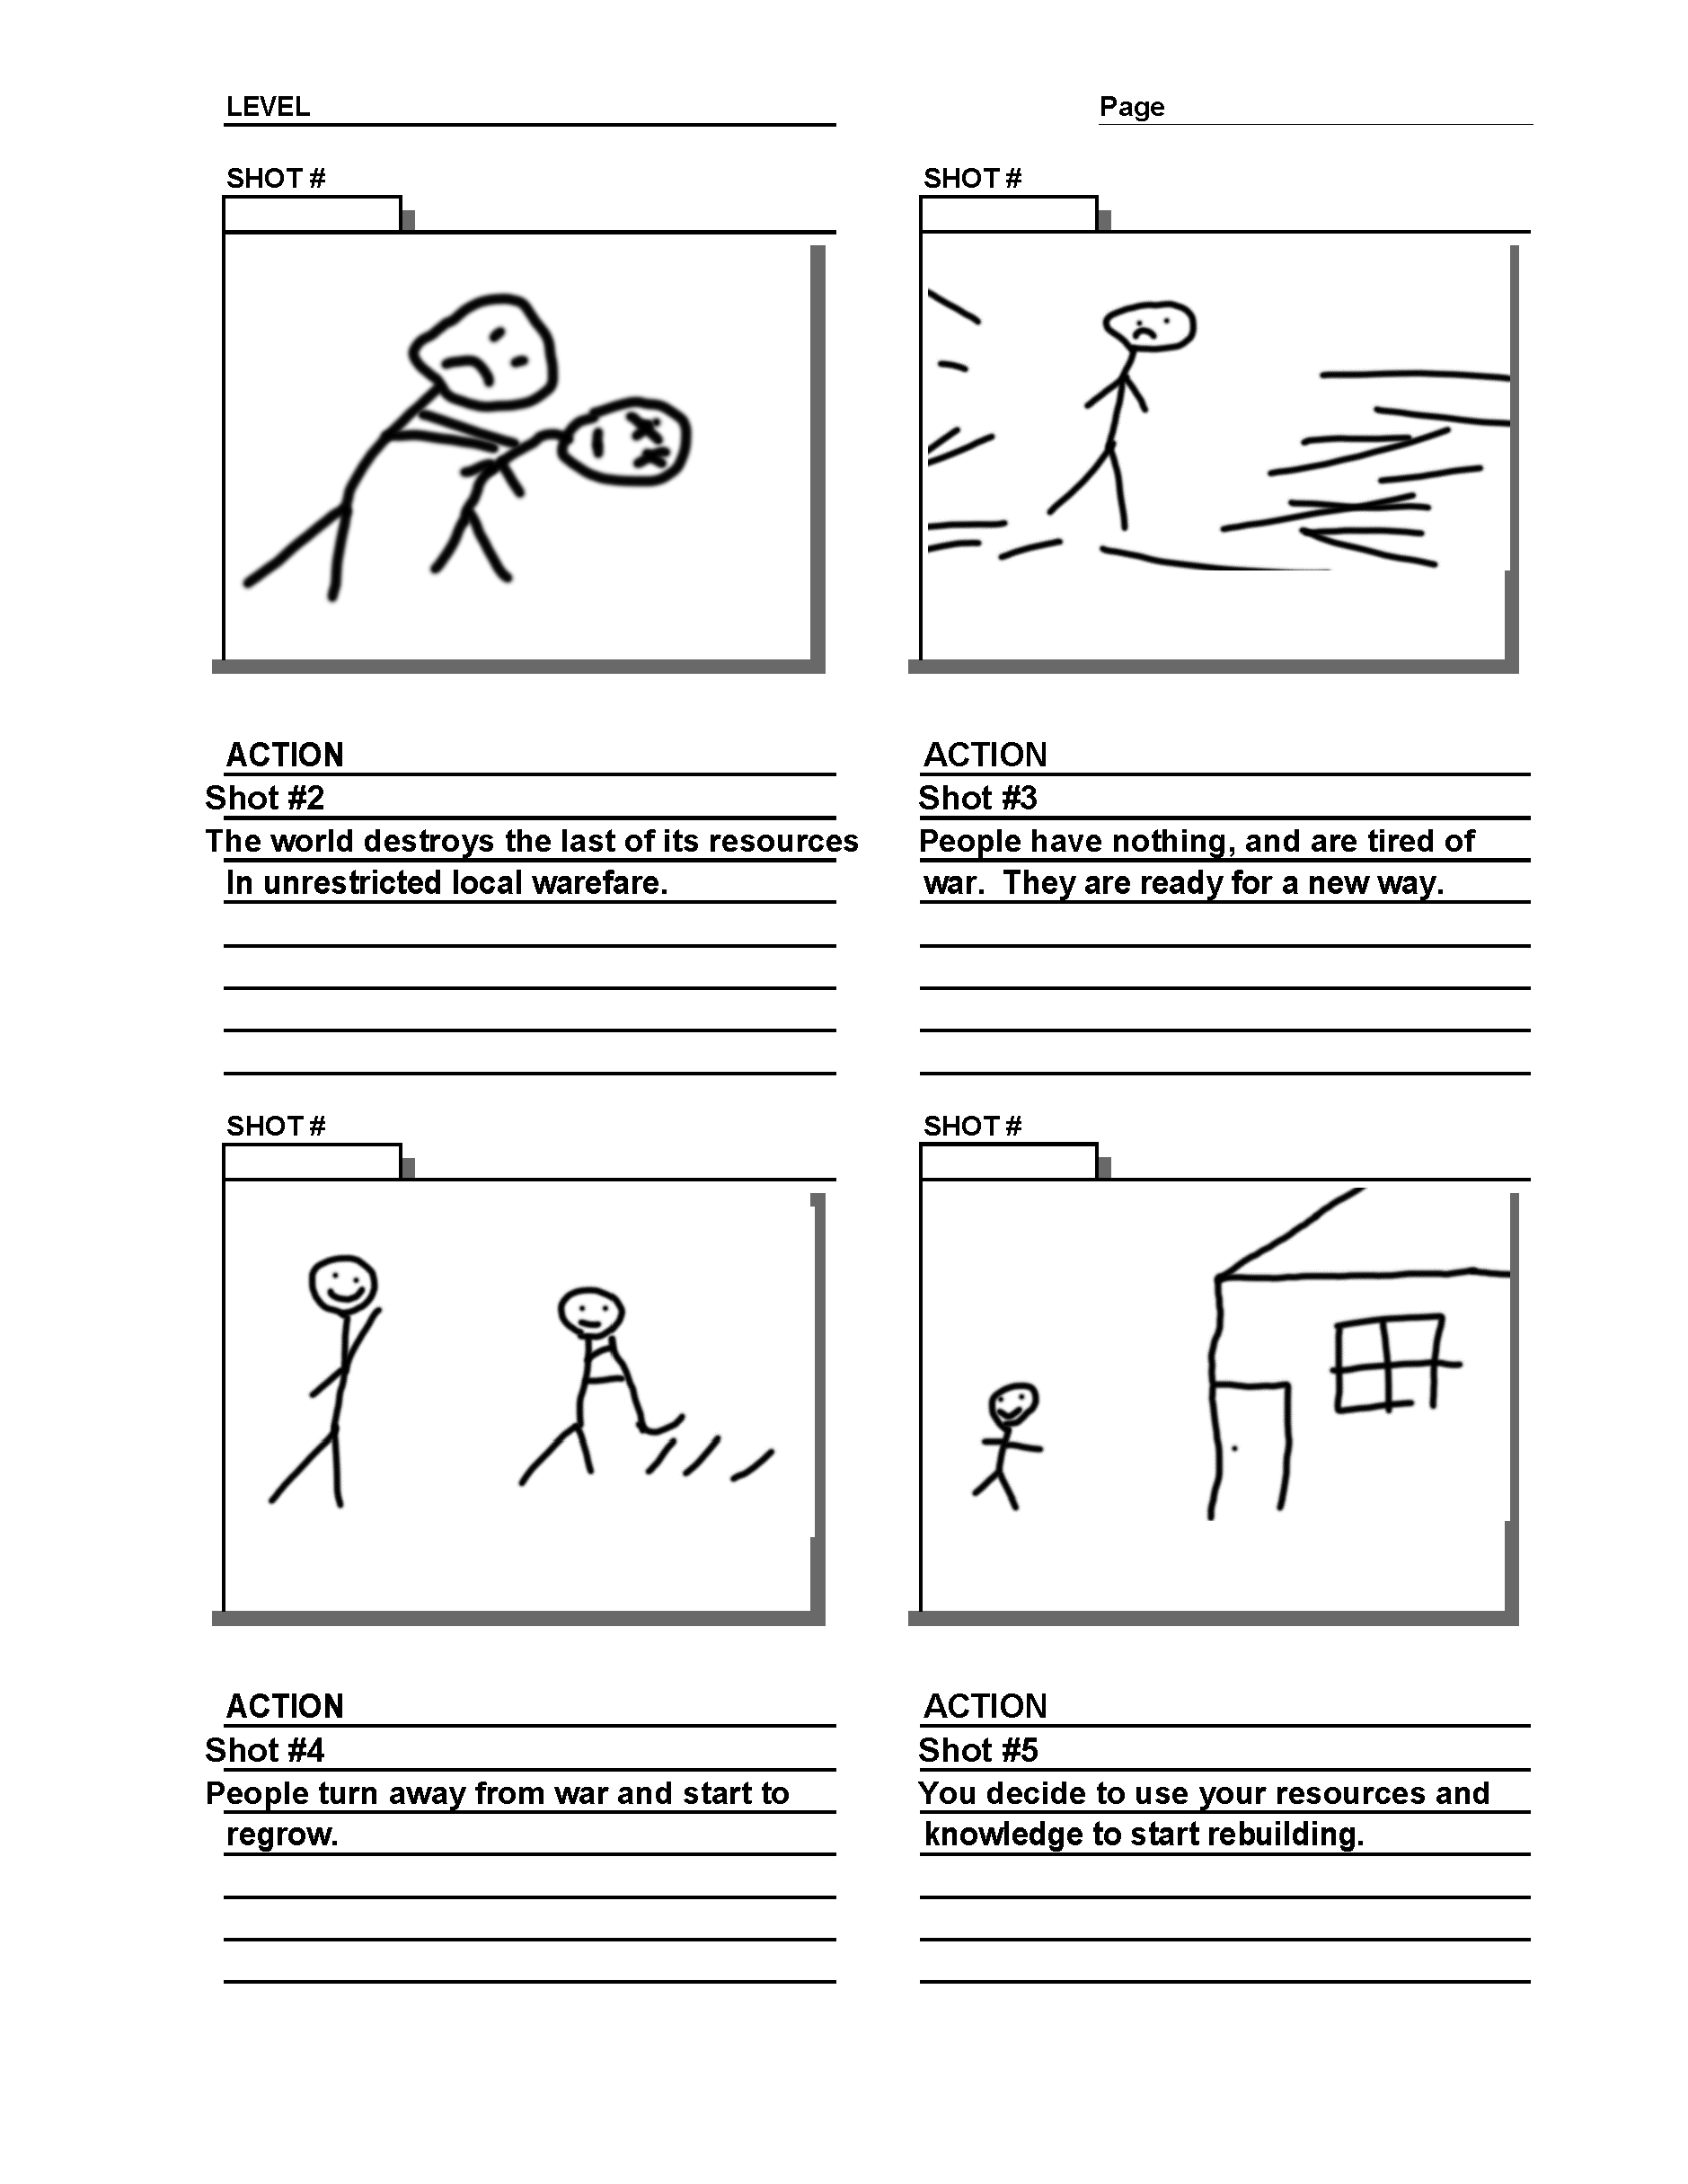 LEVEL
Page
SHOT #
SHOT #
ACTION
Shot #2
The world destroys the last of its resources
In unrestricted local warefare.
ACTION
Shot #3
People have nothing, and are tired of
war.  They are ready for a new way.
SHOT #
SHOT #
ACTION
Shot #4
People turn away from war and start to
regrow.
ACTION
Shot #5
You decide to use your resources and
knowledge to start rebuilding.